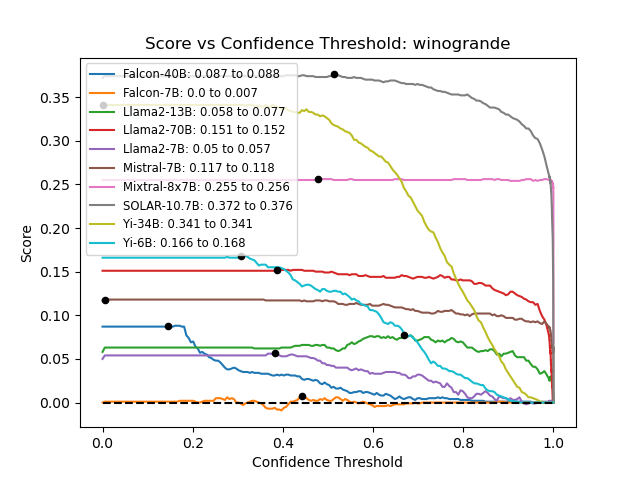 Score vs Confidence Threshold: winogrande
Falcon-40B: 0.087 to 0.088
Falcon-7B: 0.0 to 0.007
Llama2-13B: 0.058 to 0.077
Llama2-70B: 0.151 to 0.152
Llama2-7B: 0.05 to 0.057
Mistral-7B: 0.117 to 0.118
Mixtral-8x7B: 0.255 to 0.256
SOLAR-10.7B: 0.372 to 0.376
Yi-34B: 0.341 to 0.341
Yi-6B: 0.166 to 0.168
Score
0.35
0.30
0.25
0.20
0.15
0.10
0.05
0.00
0.0 0.2 0.4 0.6 0.8 1.0
Confidence Threshold